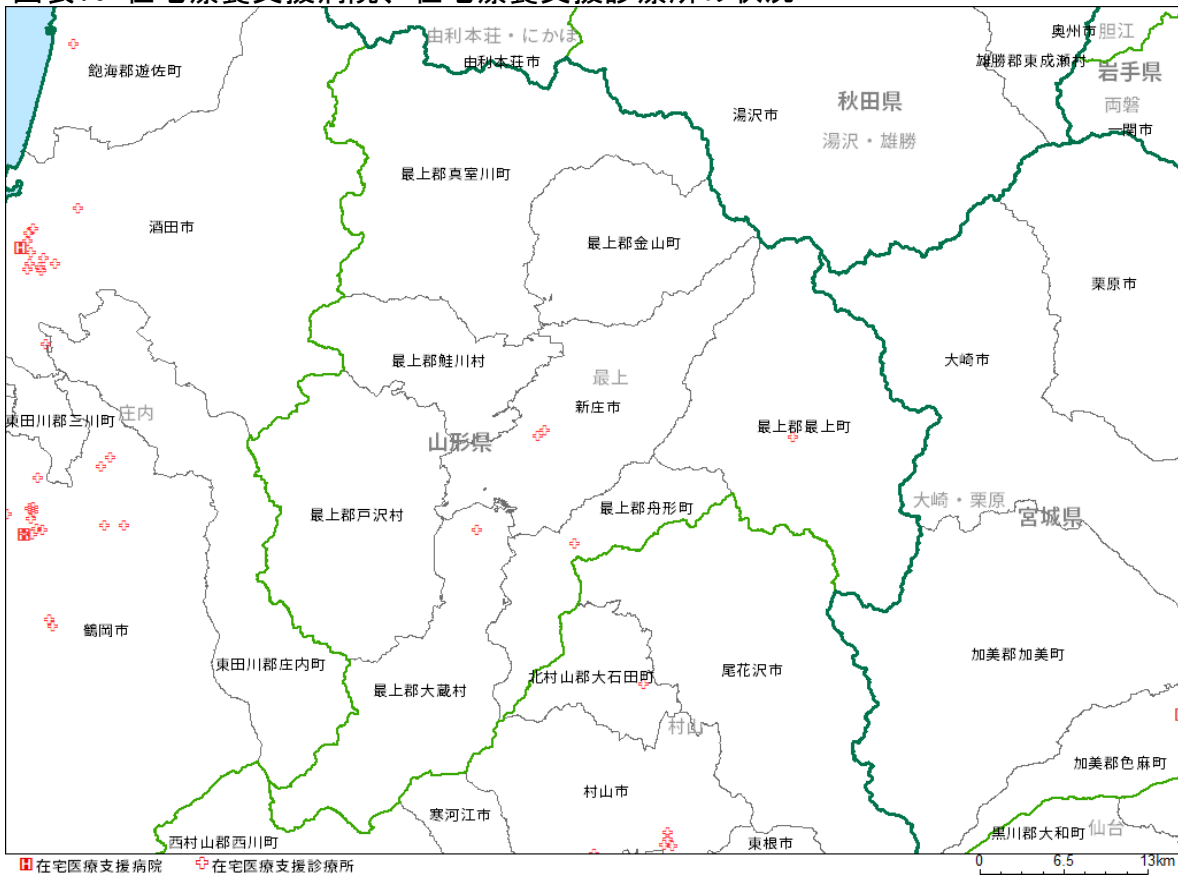 由利本荘・にかほ
奥州市
胆江
飽海郡遊佐町
由利本荘市
雄勝郡東成瀬村
岩手県
秋田県
両磐
湯沢市
一関市
湯沢・雄勝
最上郡真室川町
酒田市
最上郡金山町
栗原市
最上郡鮭川村
大崎市
最上
新庄市
庄内
東田川郡三川町
最上郡最上町
山形県
大崎・栗原
最上郡戸沢村
最上郡舟形町
宮城県
鶴岡市
加美郡加美町
東田川郡庄内町
尾花沢市
北村山郡大石田町
最上郡大蔵村
村山
加美郡色麻町
村山市
寒河江市
仙台
黒川郡大和町
西村山郡西川町
東根市
在宅医療支援病院 在宅医療支援診療所
0 6.5 13km